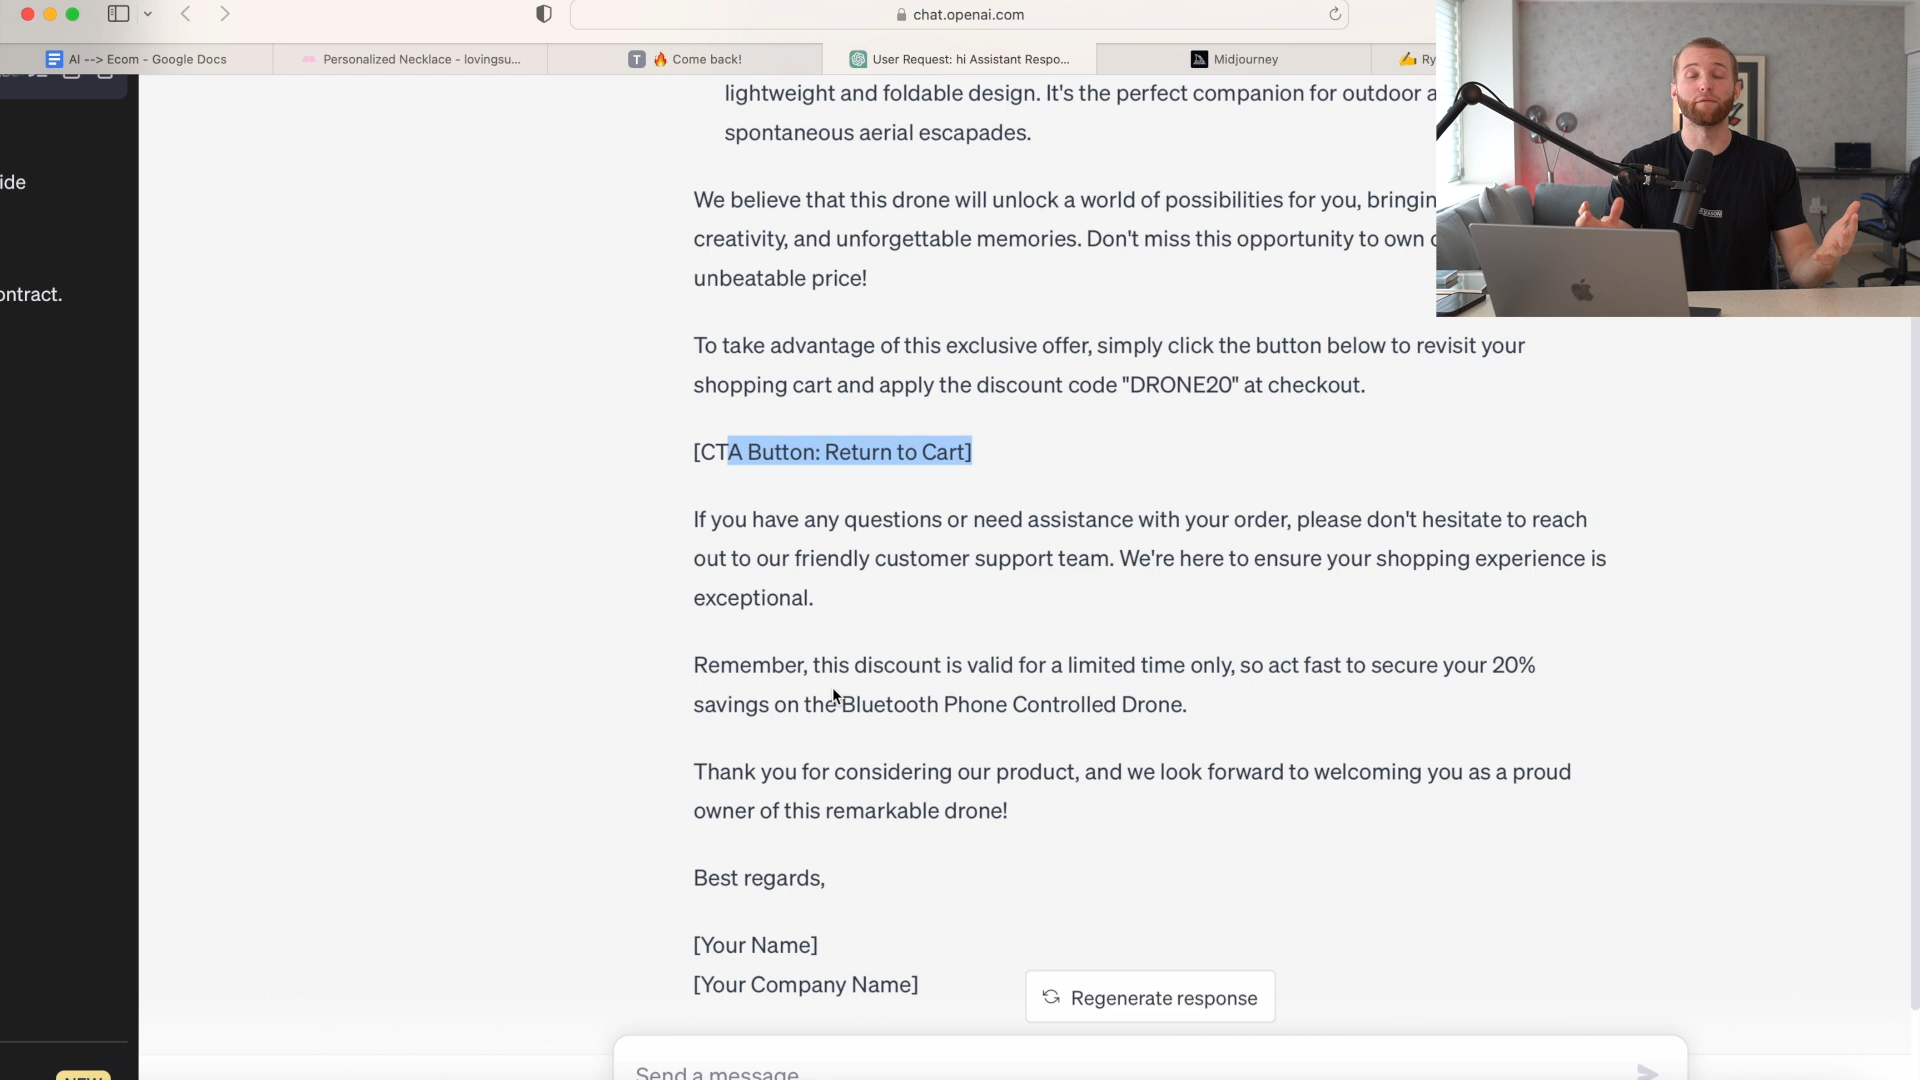 chat.openai.com
AI --> Ecom - Google Docs
Personalized Necklace - lovingsu...
T 🔥 Come back!
User Request: hi Assistant Respo...
Midjourney
✍️ Ry
lightweight and foldable design. It's the perfect companion for outdoor a
spontaneous aerial escapades.
ide
We believe that this drone will unlock a world of possibilities for you, bringin
creativity, and unforgettable memories. Don't miss this opportunity to own
unbeatable price!
ontract.
To take advantage of this exclusive offer, simply click the button below to revisit your
shopping cart and apply the discount code "DRONE20" at checkout.
[CTA Button: Return to Cart]
If you have any questions or need assistance with your order, please don't hesitate to reach
out to our friendly customer support team. We're here to ensure your shopping experience is
exceptional.
Remember, this discount is valid for a limited time only, so act fast to secure your 20%
savings on the Bluetooth Phone Controlled Drone.
Thank you for considering our product, and we look forward to welcoming you as a proud
owner of this remarkable drone!
Best regards,
[Your Name]
[Your Company Name]
Regenerate response
Send a message
NEW